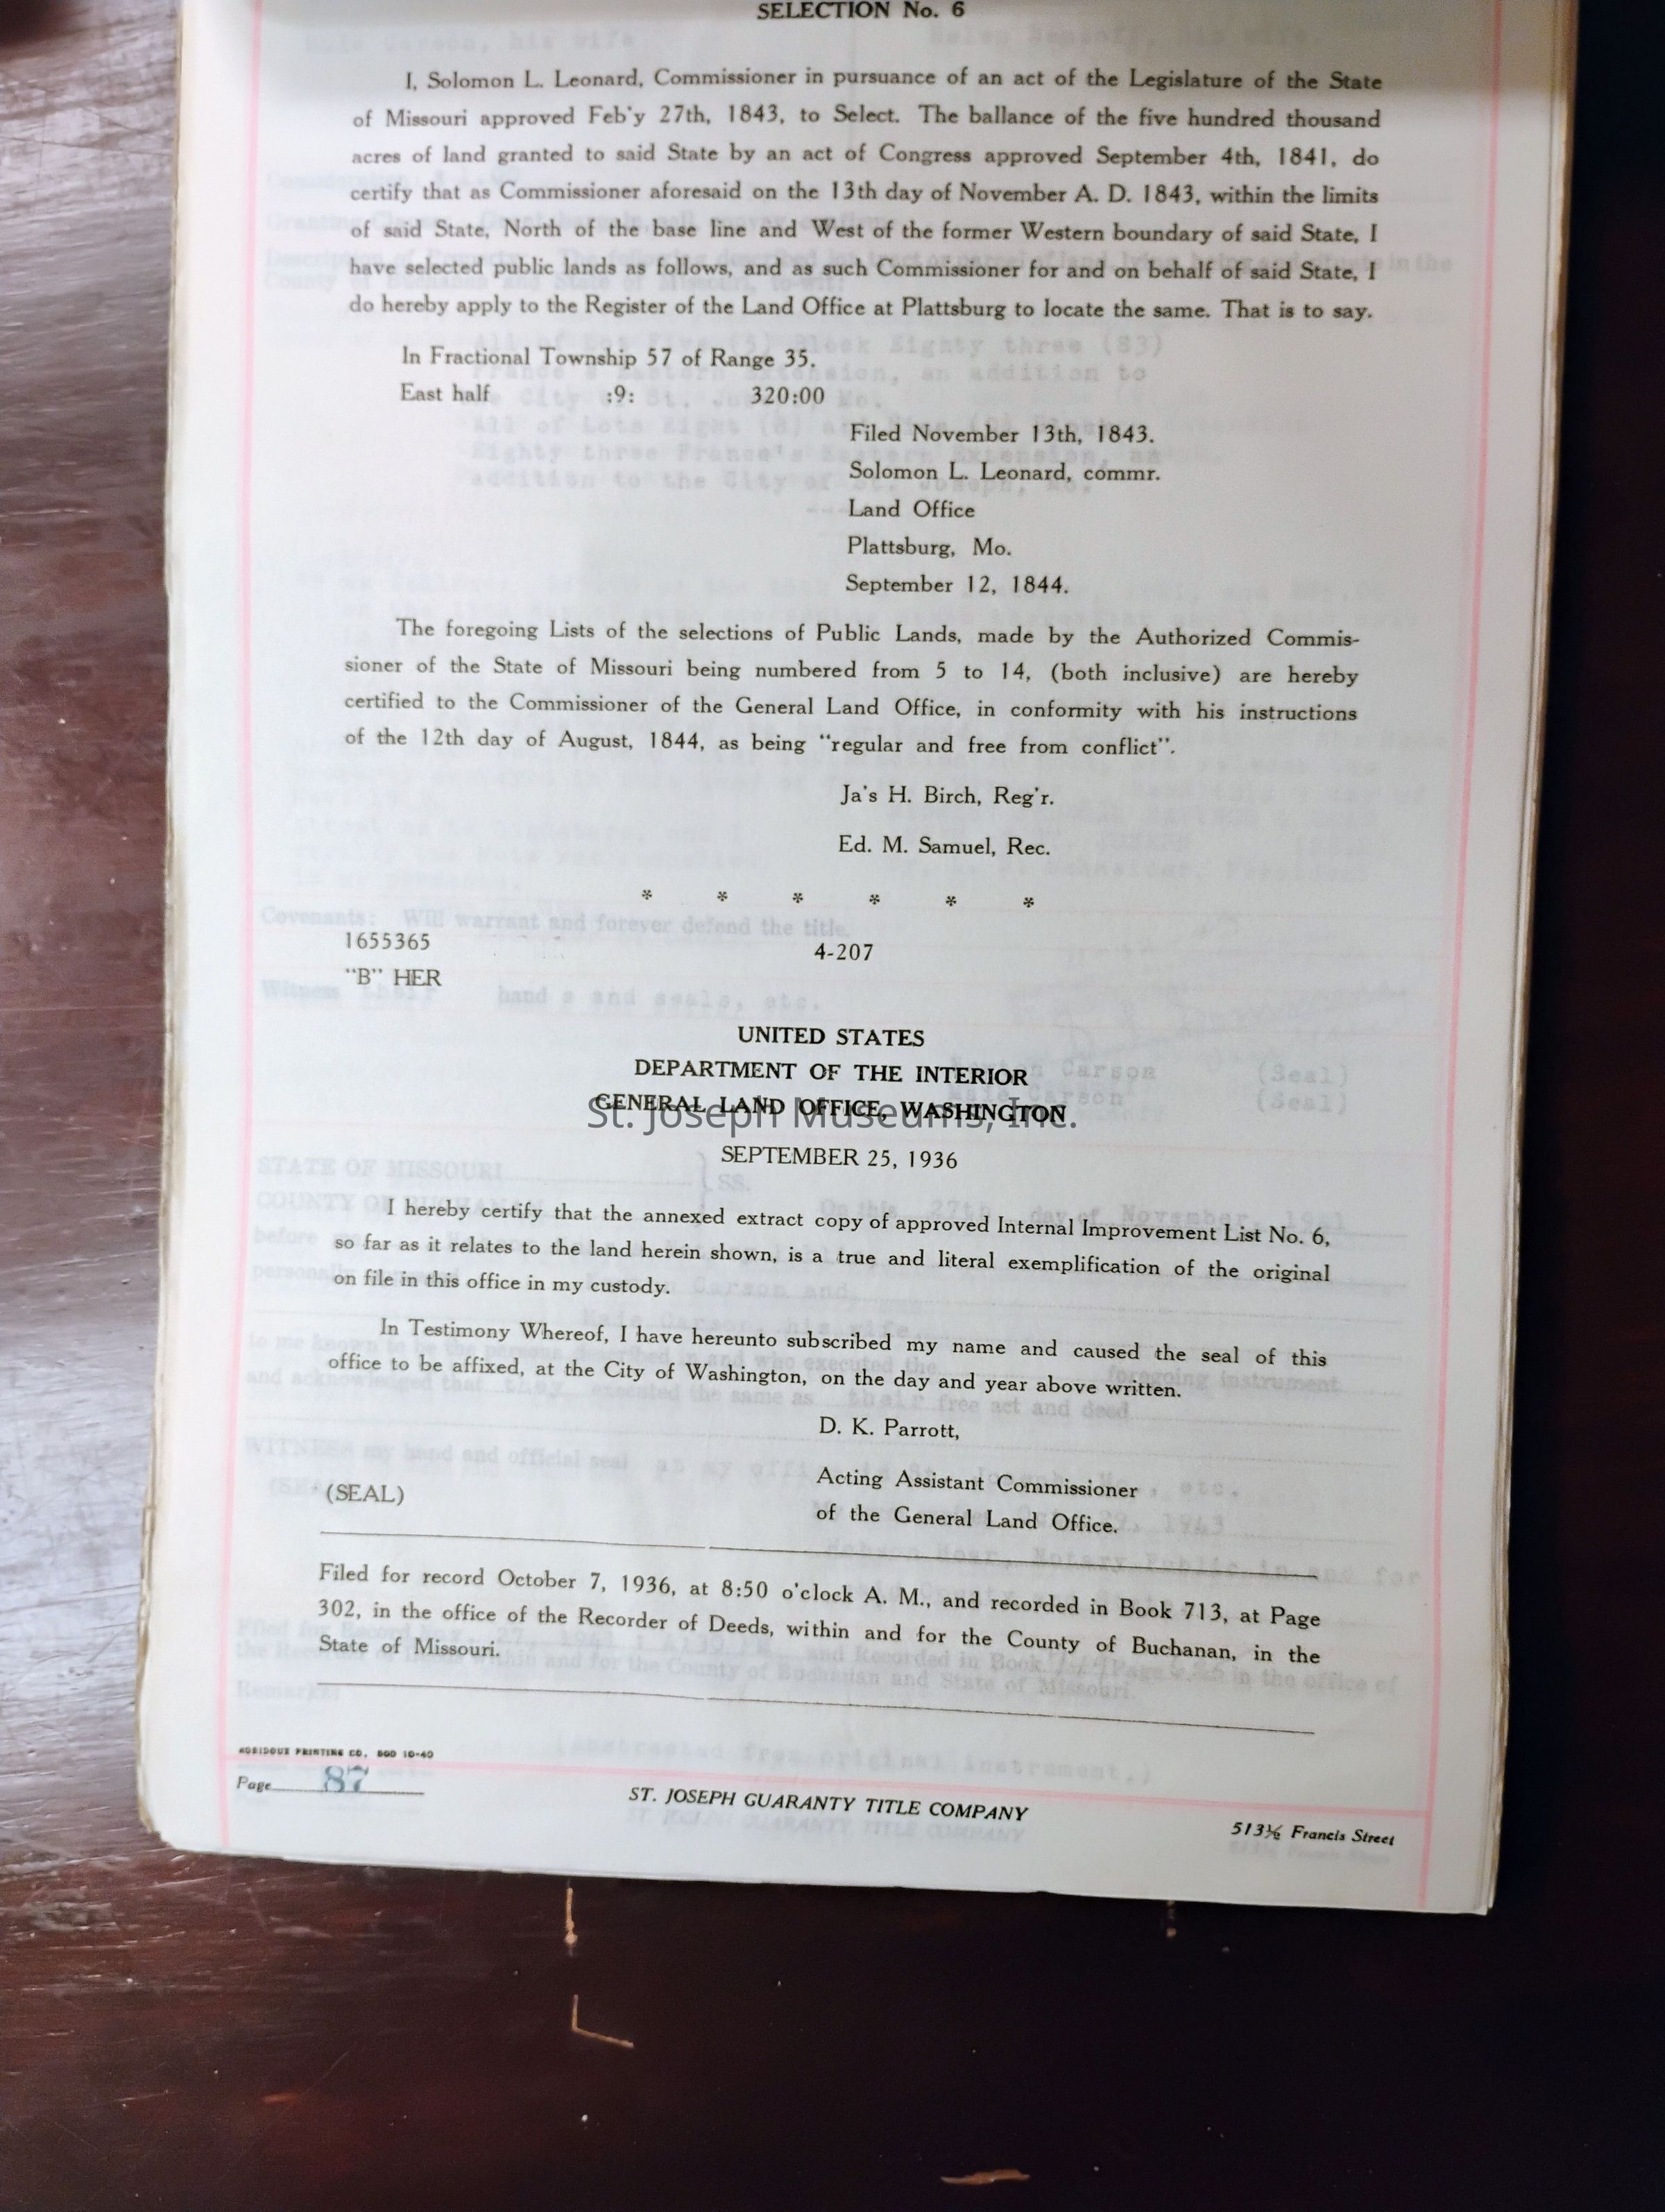 SELECTION No. 6
I, Solomon L. Leonard, Commissioner in pursuance of an act of the Legislature of the State
of Missouri approved Feb'y 27th, 1843, to Select. The ballance of the five hundred thousand
acres of land granted to said State by an act of Congress approved September 4th, 1841, do
certify that as Commissioner aforesaid on the 13th day of November A. D. 1843, within the limits
of said State, North of the base line and West of the former Western boundary of said State, I
have selected public lands as follows, and as such Commissioner for and on behalf of said State, I
do hereby apply to the Register of the Land Office at Plattsburg to locate the same. That is to say.
In Fractional Township 57 of Range 35.
East half :9: 320:00
Filed November 13th, 1843.
Solomon L. Leonard, commr.
Land Office
Plattsburg, Mo.
September 12, 1844.
The foregoing Lists of the selections of Public Lands, made by the Authorized Commis-
sioner of the State of Missouri being numbered from 5 to 14, (both inclusive) are hereby
certified to the Commissioner of the General Land Office, in conformity with his instructions
of the 12th day of August, 1844, as being "regular and free from conflict".
Ja's H. Birch, Reg'r.
Ed. M. Samuel, Rec.
* * * * * *
1655365 4-207
"B" HER
UNITED STATES
DEPARTMENT OF THE INTERIOR
GENERAL LAND OFFICE, WASHINGTON
St. Joseph Museums, Inc.
SEPTEMBER 25, 1936
I hereby certify that the annexed extract copy of approved Internal Improvement List No. 6,
so far as it relates to the land herein shown, is a true and literal exemplification of the original
on file in this office in my custody.
In Testimony Whereof, I have hereunto subscribed my name and caused the seal of this
office to be affixed, at the City of Washington, on the day and year above written.
D. K. Parrott,
Acting Assistant Commissioner
(SEAL)
of the General Land Office.
Filed for record October 7, 1936, at 8:50 o'clock A. M., and recorded in Book 713, at Page
302, in the office of the Recorder of Deeds, within and for the County of Buchanan, in the
State of Missouri.
ROBIDOUX PRINTING CO. 500 10-40
Page 87
ST. JOSEPH GUARANTY TITLE COMPANY
513½ Francis Street